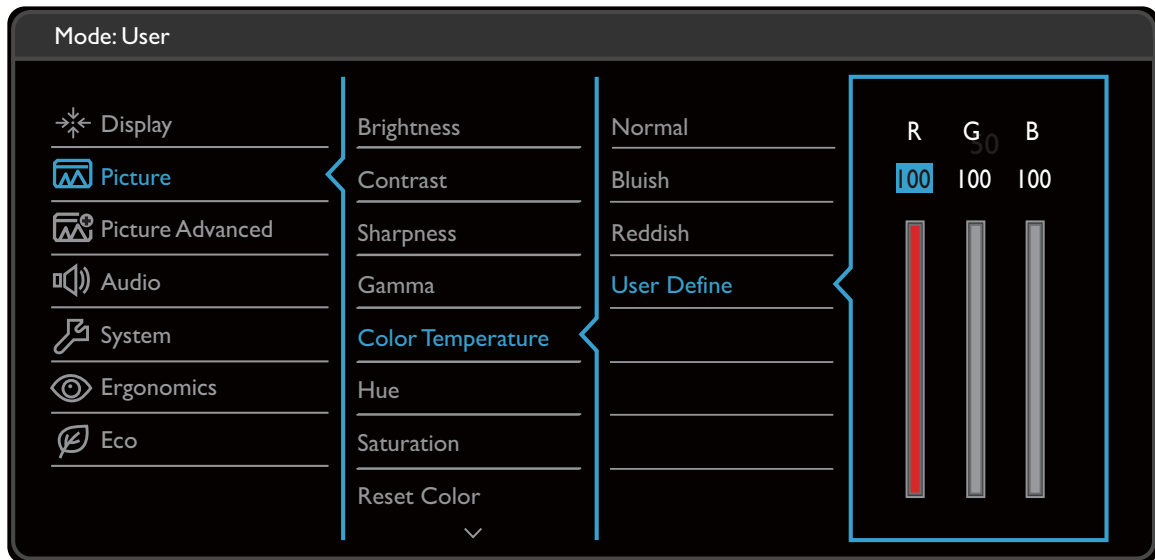 Mode: User
Display
Picture
Picture Advanced
Audio
System
Ergonomics
Eco
Brightness
Contrast
Sharpness
Gamma
Color Temperature
Hue
Saturation
Reset Color
Normal
Bluish
Reddish
User Define
R G B
50
100 100 100